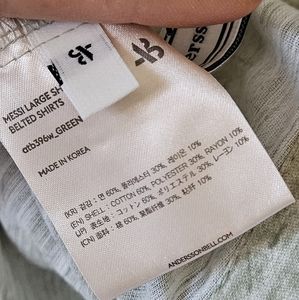 MESSI LARGE SH
BELTED SHIRTS
atb396w_GREEN
MADE IN KOREA
(KR) 겉감 : 면 60%, 폴리에스터 30%, 레이온 10%
(EN) SHELL : COTTON 60%, POLYESTER 30%, RAYON 10%
(JP) 表生地 : コットン 60%, ポリエステル 30%, レーヨン 10%
(CN) 面料 : 棉 60%, 聚酯纤维 30%, 10%
ANDERSSONBELL.COM
erss